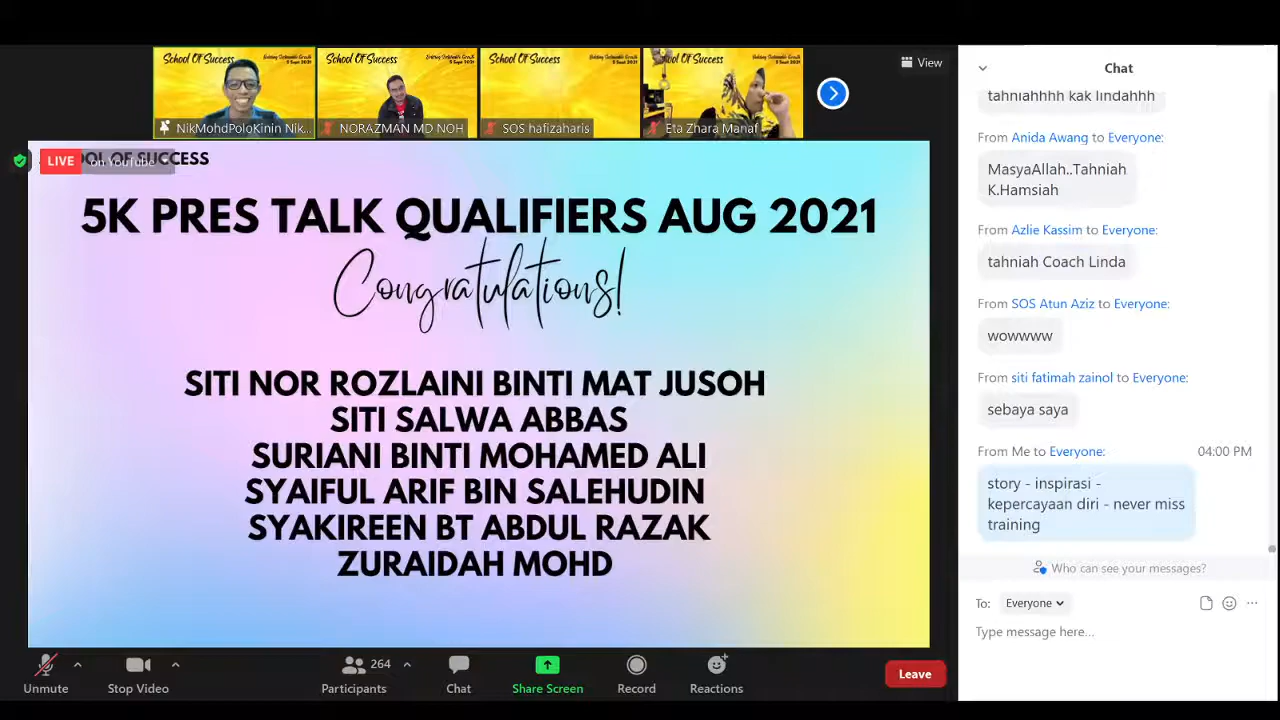 School Of Success
School Of Success
School Of Success
ool Of Success
View
NikMohdPoloKinin Nik...
NORAZMAN MD NOH
SOS hafizaharis
Eta Zhara Manaf
LIVE
on YouTube
OOL OF SUCCESS
5K PRES TALK QUALIFIERS AUG 2021
Congratulations!
SITI NOR ROZLAINI BINTI MAT JUSOH
SITI SALWA ABBAS
SURIANI BINTI MOHAMED ALI
SYAIFUL ARIF BIN SALEHUDIN
SYAKIREEN BT ABDUL RAZAK
ZURAIDAH MOHD
Unmute
Stop Video
264
Participants
Chat
Share Screen
Record
Reactions
Leave
Chat
tahniahhhh kak lindahhh
From Anida Awang to Everyone:
MasyaAllah..Tahniah
K.Hamsiah
From Azlie Kassim to Everyone:
tahniah Coach Linda
From SOS Atun Aziz to Everyone:
wowwww
From siti fatimah zainol to Everyone:
sebaya saya
From Me to Everyone: 04:00 PM
story - inspirasi -
kepercayaan diri - never miss
training
Who can see your messages?
To: Everyone
Type message here...